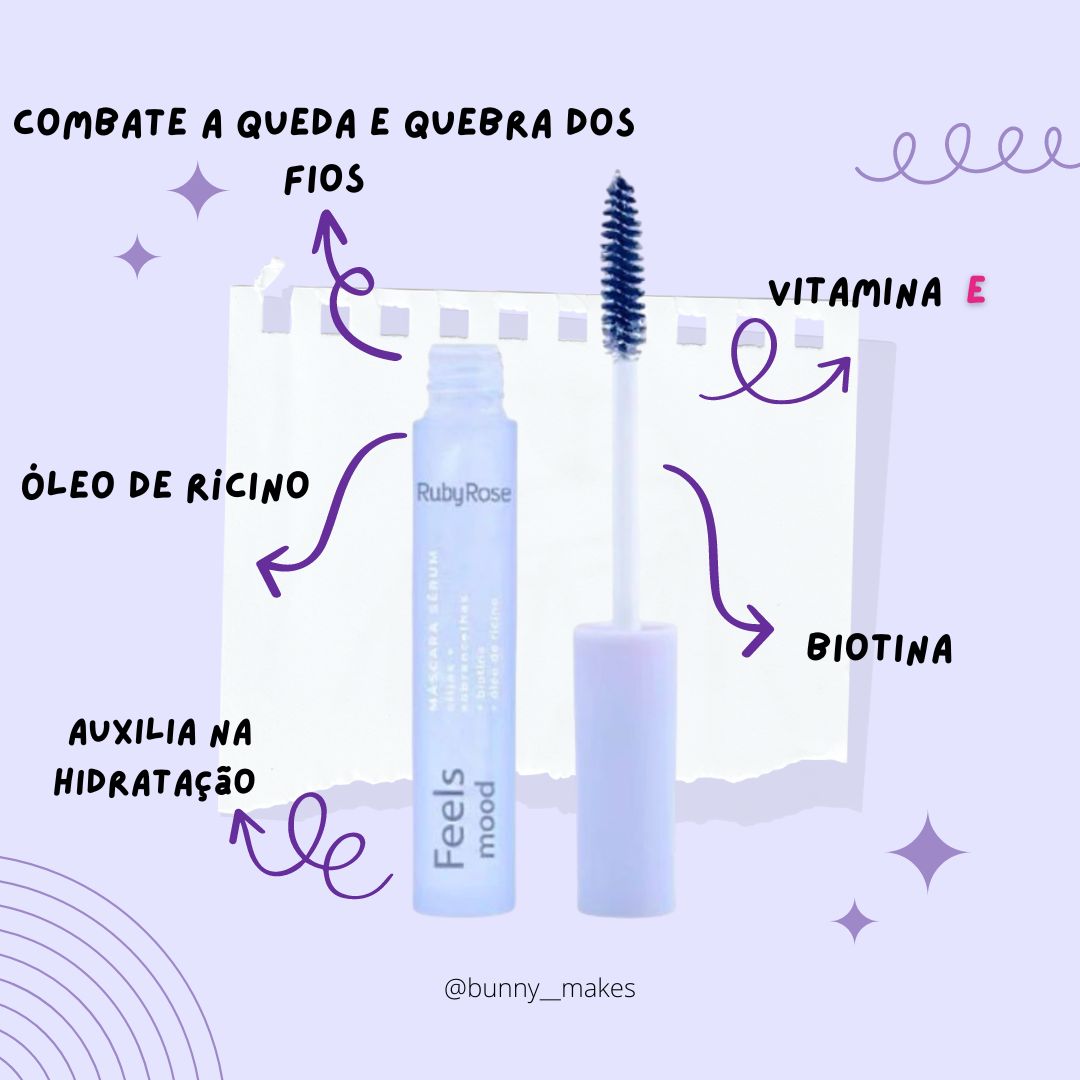 COMBATE A QUEDA E QUEBRA DOS
FIOS
VITAMINA E
ÓLEO DE RÍCINO
BIOTINA
AUXILIA NA
HIDRATAÇÃO
RubyRose
MÁSCARA SÉRUM
cílios +
sobrancelhas
+ biotina
+ óleo de rícino
Feels
mood
@bunny__makes